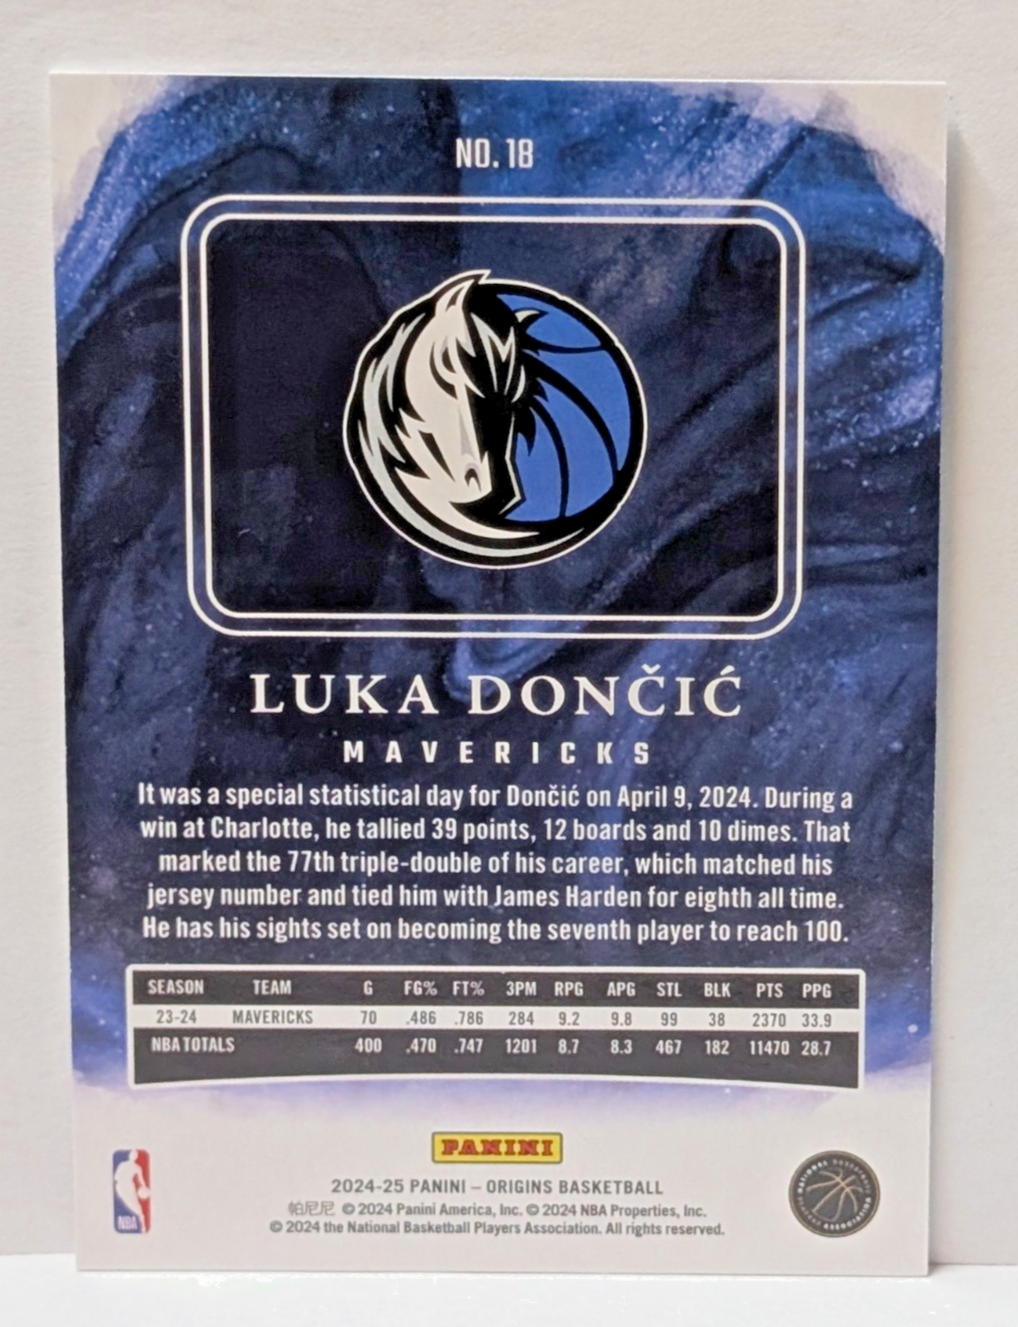 NO. 18
LUKA DONČIĆ
MAVERICKS
It was a special statistical day for Dončić on April 9, 2024. During a
win at Charlotte, he tallied 39 points, 12 boards and 10 dimes. That
marked the 77th triple-double of his career, which matched his
jersey number and tied him with James Harden for eighth all time.
He has his sights set on becoming the seventh player to reach 100.
SEASON TEAM G FG% FT% 3PM RPG APG STL BLK PTS PPG
23-24 MAVERICKS 70 .486 .786 284 9.2 9.8 99 38 2370 33.9
NBA TOTALS 400 .470 .747 1201 8.7 8.3 467 182 11470 28.7
PANINI
2024-25 PANINI – ORIGINS BASKETBALL
帕尼尼 © 2024 Panini America, Inc. © 2024 NBA Properties, Inc.
© 2024 the National Basketball Players Association. All rights reserved.
NBA
NATIONAL BASKETBALL PLAYERS ASSOCIATION